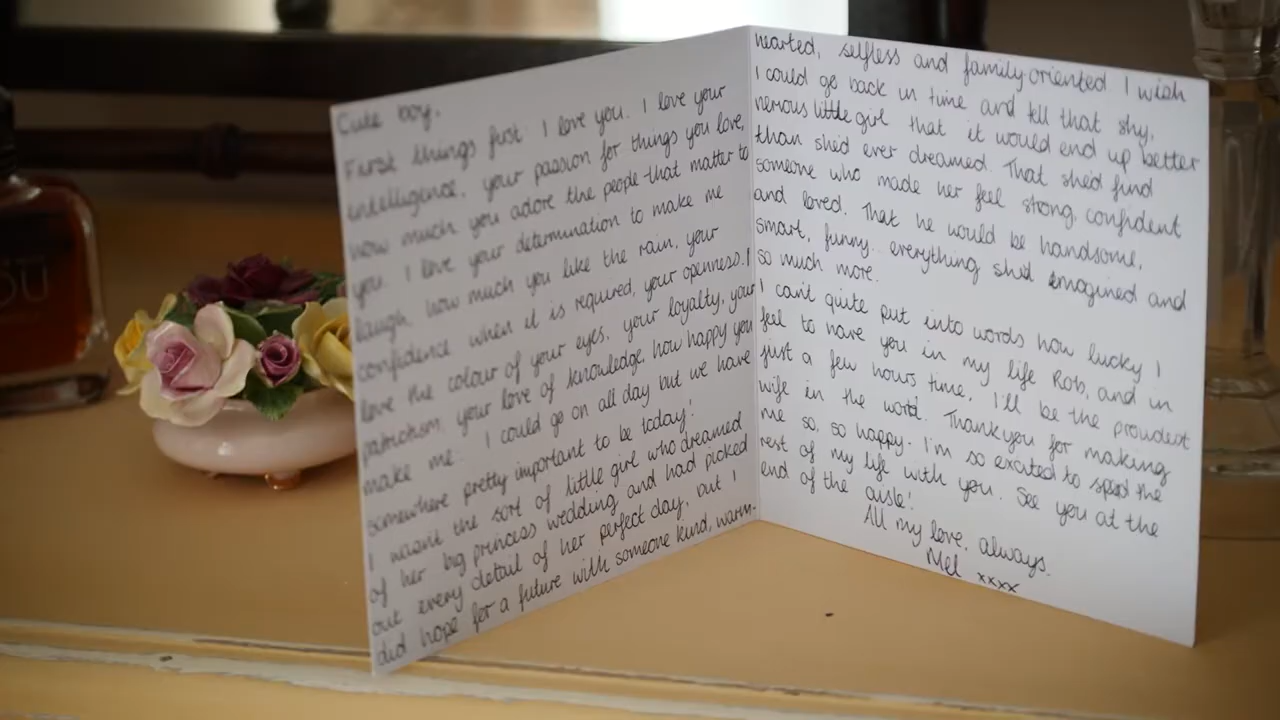 Cute boy,
First things first: I love you. I love your
intelligence, your passion for things you love,
how much you adore the people that matter to
you. I love your determination to make me
laugh, how much you like the rain, your
confidence when it is required, your openness. I
love the colour of your eyes, your loyalty, your
patriotism, your love of knowledge, how happy you
make me. I could go on all day but we have
somewhere pretty important to be today!
I wasn't the sort of little girl who dreamed
of her big princess wedding and had picked
out every detail of her perfect day, but I
did hope for a future with someone kind, warm-
hearted, selfless and family oriented. I wish
I could go back in time and tell that shy,
nervous little girl that it would end up better
than she'd ever dreamed. That she'd find
someone who made her feel strong, confident
and loved. That he would be handsome,
smart, funny.. everything she'd imagined and
so much more.
I can't quite put into words how lucky I
feel to have you in my life Rob, and in
just a few hours time, I'll be the proudest
wife in the world. Thankyou for making
me so, so happy. I'm so excited to spend the
rest of my life with you. See you at the
end of the aisle!
All my love, always.
Mel xxxx
OU